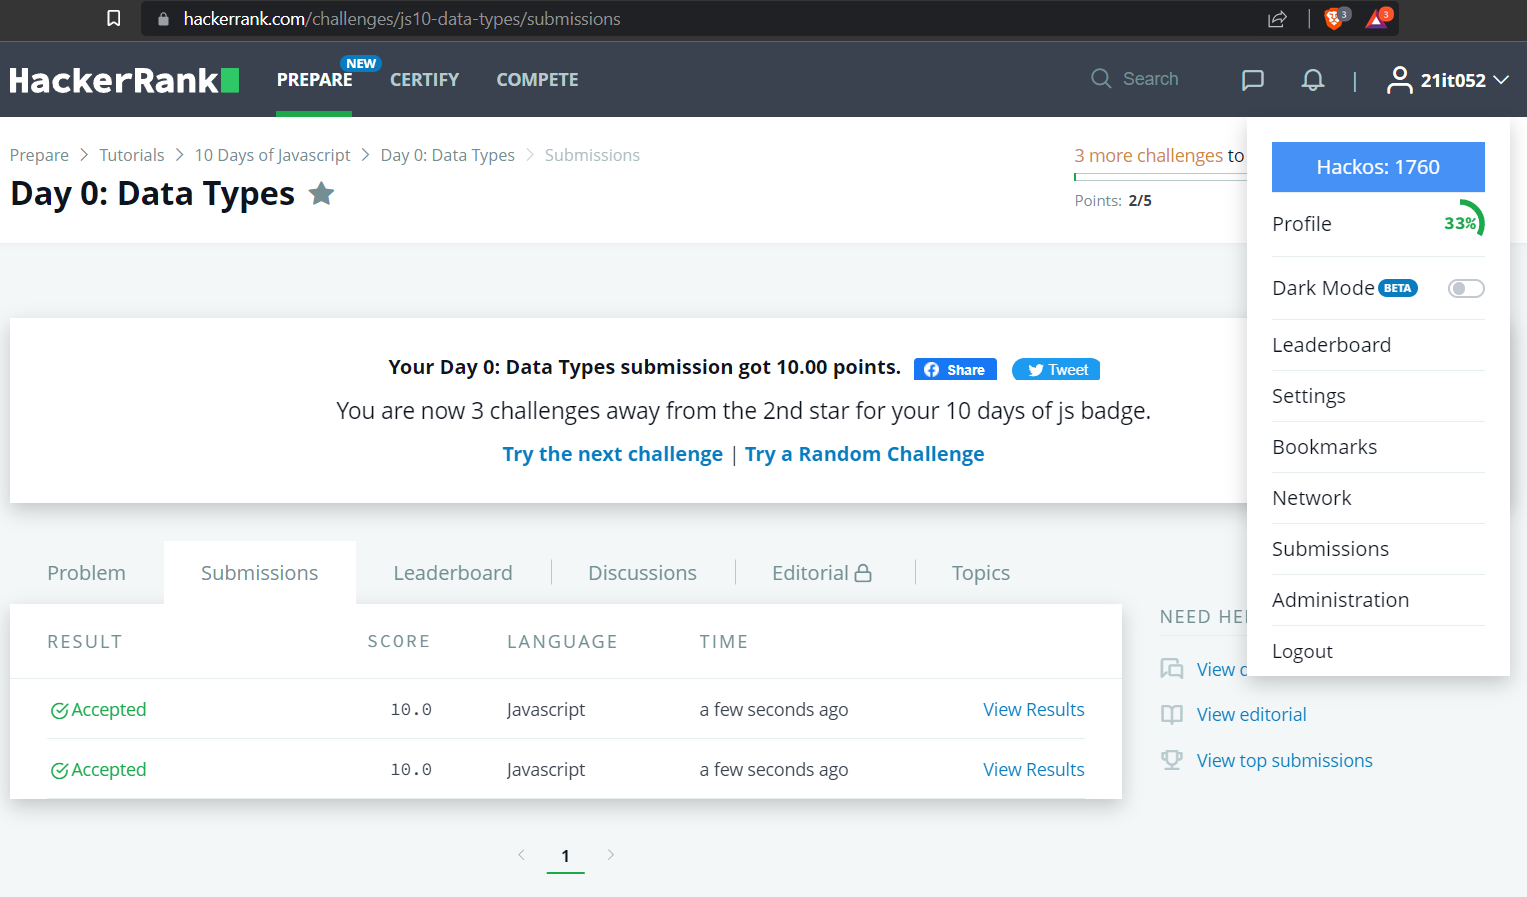 hackerrank.com/challenges/js10-data-types/submissions
3
3
HackerRank
PREPARE
NEW
CERTIFY
COMPETE
Search
21it052
Prepare > Tutorials > 10 Days of Javascript > Day 0: Data Types > Submissions
Day 0: Data Types
3 more challenges to
Points: 2/5
Hackos: 1760
Profile
33%
Dark Mode BETA
Leaderboard
Settings
Bookmarks
Network
Submissions
Administration
Logout
Your Day 0: Data Types submission got 10.00 points.
Share
Tweet
You are now 3 challenges away from the 2nd star for your 10 days of js badge.
Try the next challenge | Try a Random Challenge
Problem
Submissions
Leaderboard
Discussions
Editorial
Topics
RESULT SCORE LANGUAGE TIME
Accepted 10.0 Javascript a few seconds ago View Results
Accepted 10.0 Javascript a few seconds ago View Results
1
NEED
View
View editorial
View top submissions